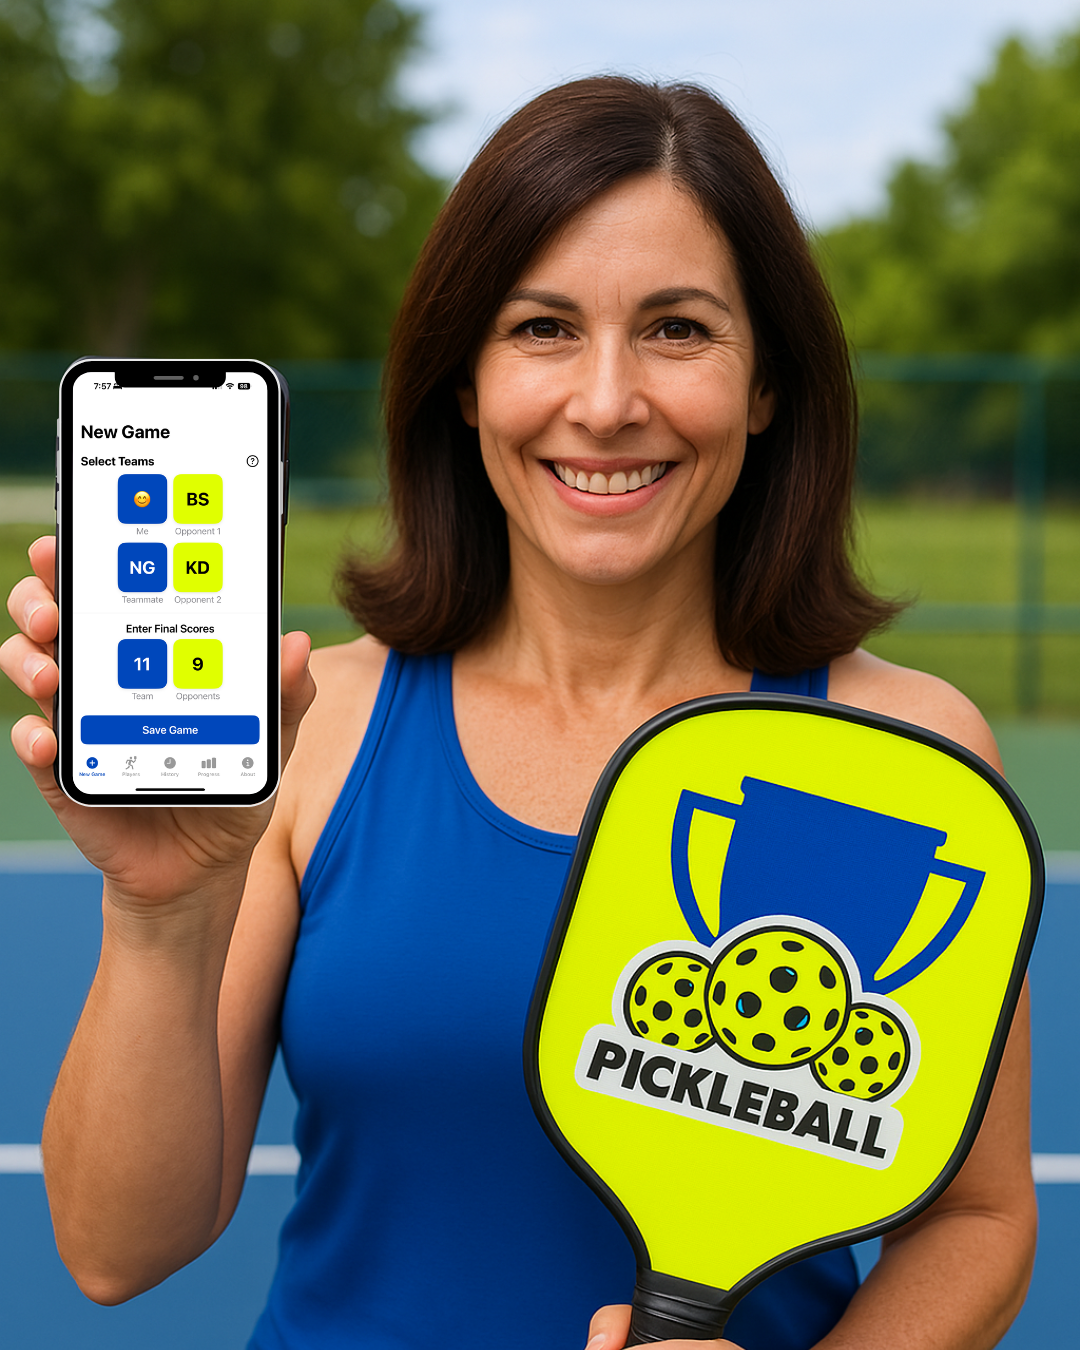 7:57
98
New Game
Select Teams
?
BS
Me
Opponent 1
NG
KD
Teammate
Opponent 2
Enter Final Scores
11
9
Team
Opponents
Save Game
New Game
Players
History
Progress
About
PICKLEBALL